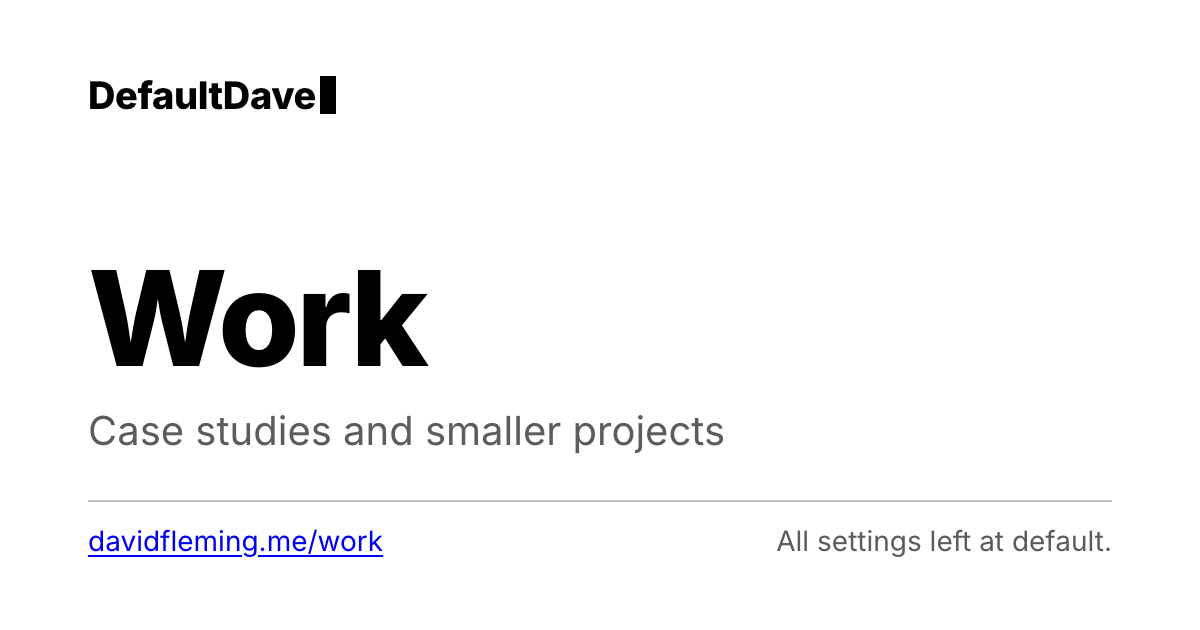 DefaultDave
Work
Case studies and smaller projects
davidfleming.me/work
All settings left at default.